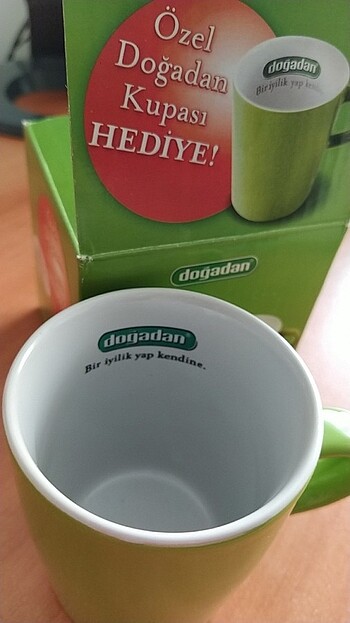 Özel
Doğadan
Kupası
HEDİYE!
doğadan
Bir iyilik yap kendine.
doğadan
doğadan
Bir iyilik yap kendine.